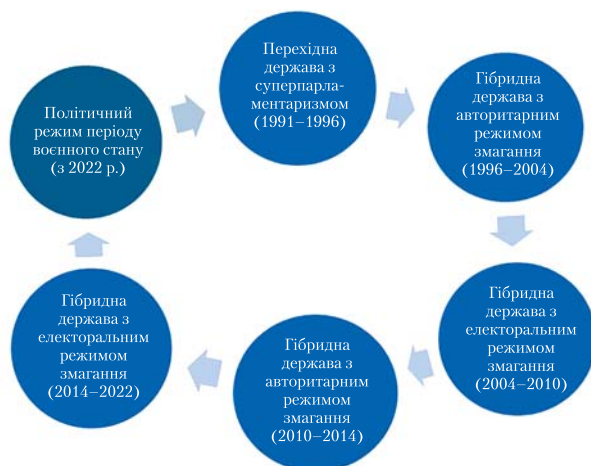 Перехідна
держава з
суперпарла-
ментаризмом
(1991–1996)
Гібридна
держава з
авторитарним
режимом
змагання
(1996–2004)
Гібридна
держава з
електоральним
режимом
змагання
(2004–2010)
Гібридна
держава з
авторитарним
режимом
змагання
(2010–2014)
Гібридна
держава з
електоральним
режимом
змагання
(2014–2022)
Політичний
режим періоду
воєнного стану
(з 2022 р.)